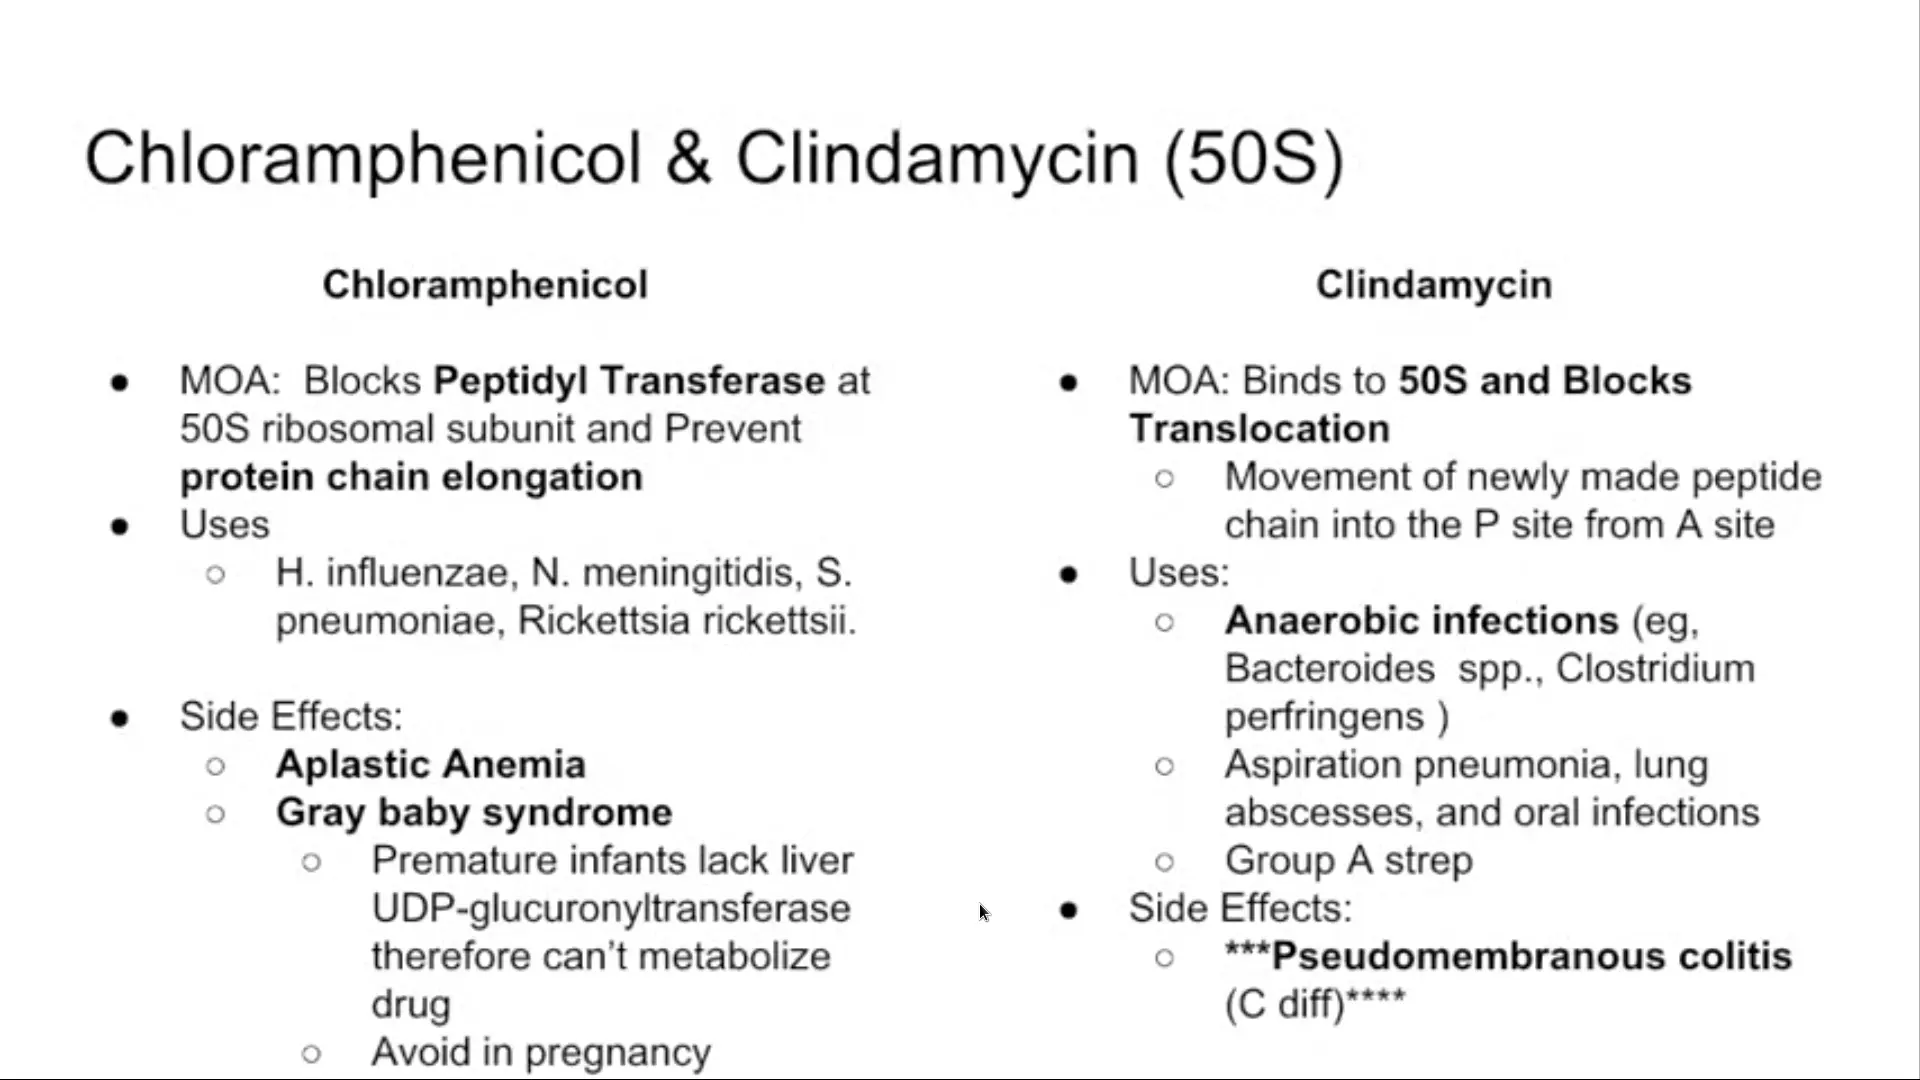 Chloramphenicol & Clindamycin (50S)
Chloramphenicol
● MOA:  Blocks Peptidyl Transferase at
50S ribosomal subunit and Prevent
protein chain elongation
● Uses
○ H. influenzae, N. meningitidis, S.
pneumoniae, Rickettsia rickettsii.
● Side Effects:
○ Aplastic Anemia
○ Gray baby syndrome
○ Premature infants lack liver
UDP-glucuronyltransferase
therefore can’t metabolize
drug
○ Avoid in pregnancy
Clindamycin
● MOA: Binds to 50S and Blocks
Translocation
○ Movement of newly made peptide
chain into the P site from A site
● Uses:
○ Anaerobic infections (eg,
Bacteroides  spp., Clostridium
perfringens )
○ Aspiration pneumonia, lung
abscesses, and oral infections
○ Group A strep
● Side Effects:
○ ***Pseudomembranous colitis
(C diff)****